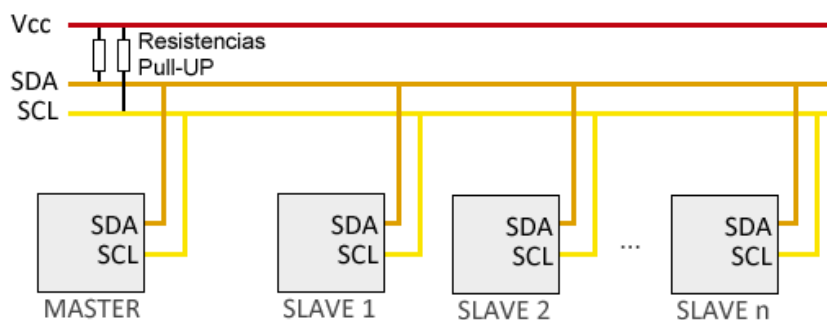 Vcc
Resistencias
Pull-UP
SDA
SCL
SDA
SCL
MASTER
SDA
SCL
SLAVE 1
SDA
SCL
SLAVE 2
...
SDA
SCL
SLAVE n